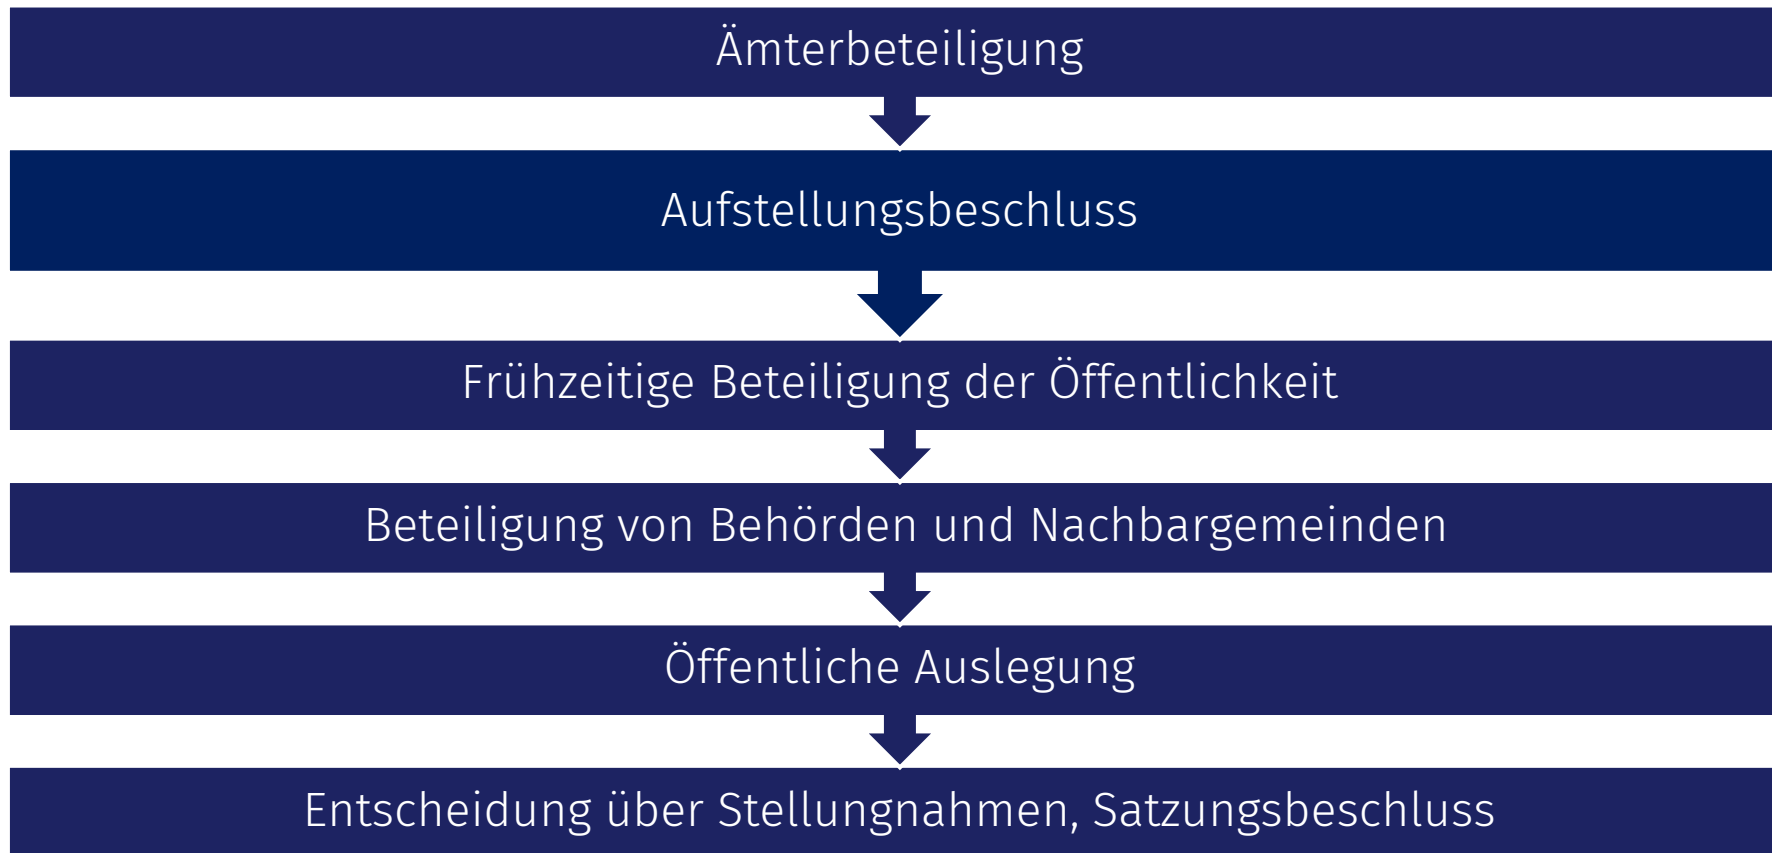 Ämterbeteiligung
Aufstellungsbeschluss
Frühzeitige Beteiligung der Öffentlichkeit
Beteiligung von Behörden und Nachbargemeinden
Öffentliche Auslegung
Entscheidung über Stellungnahmen, Satzungsbeschluss